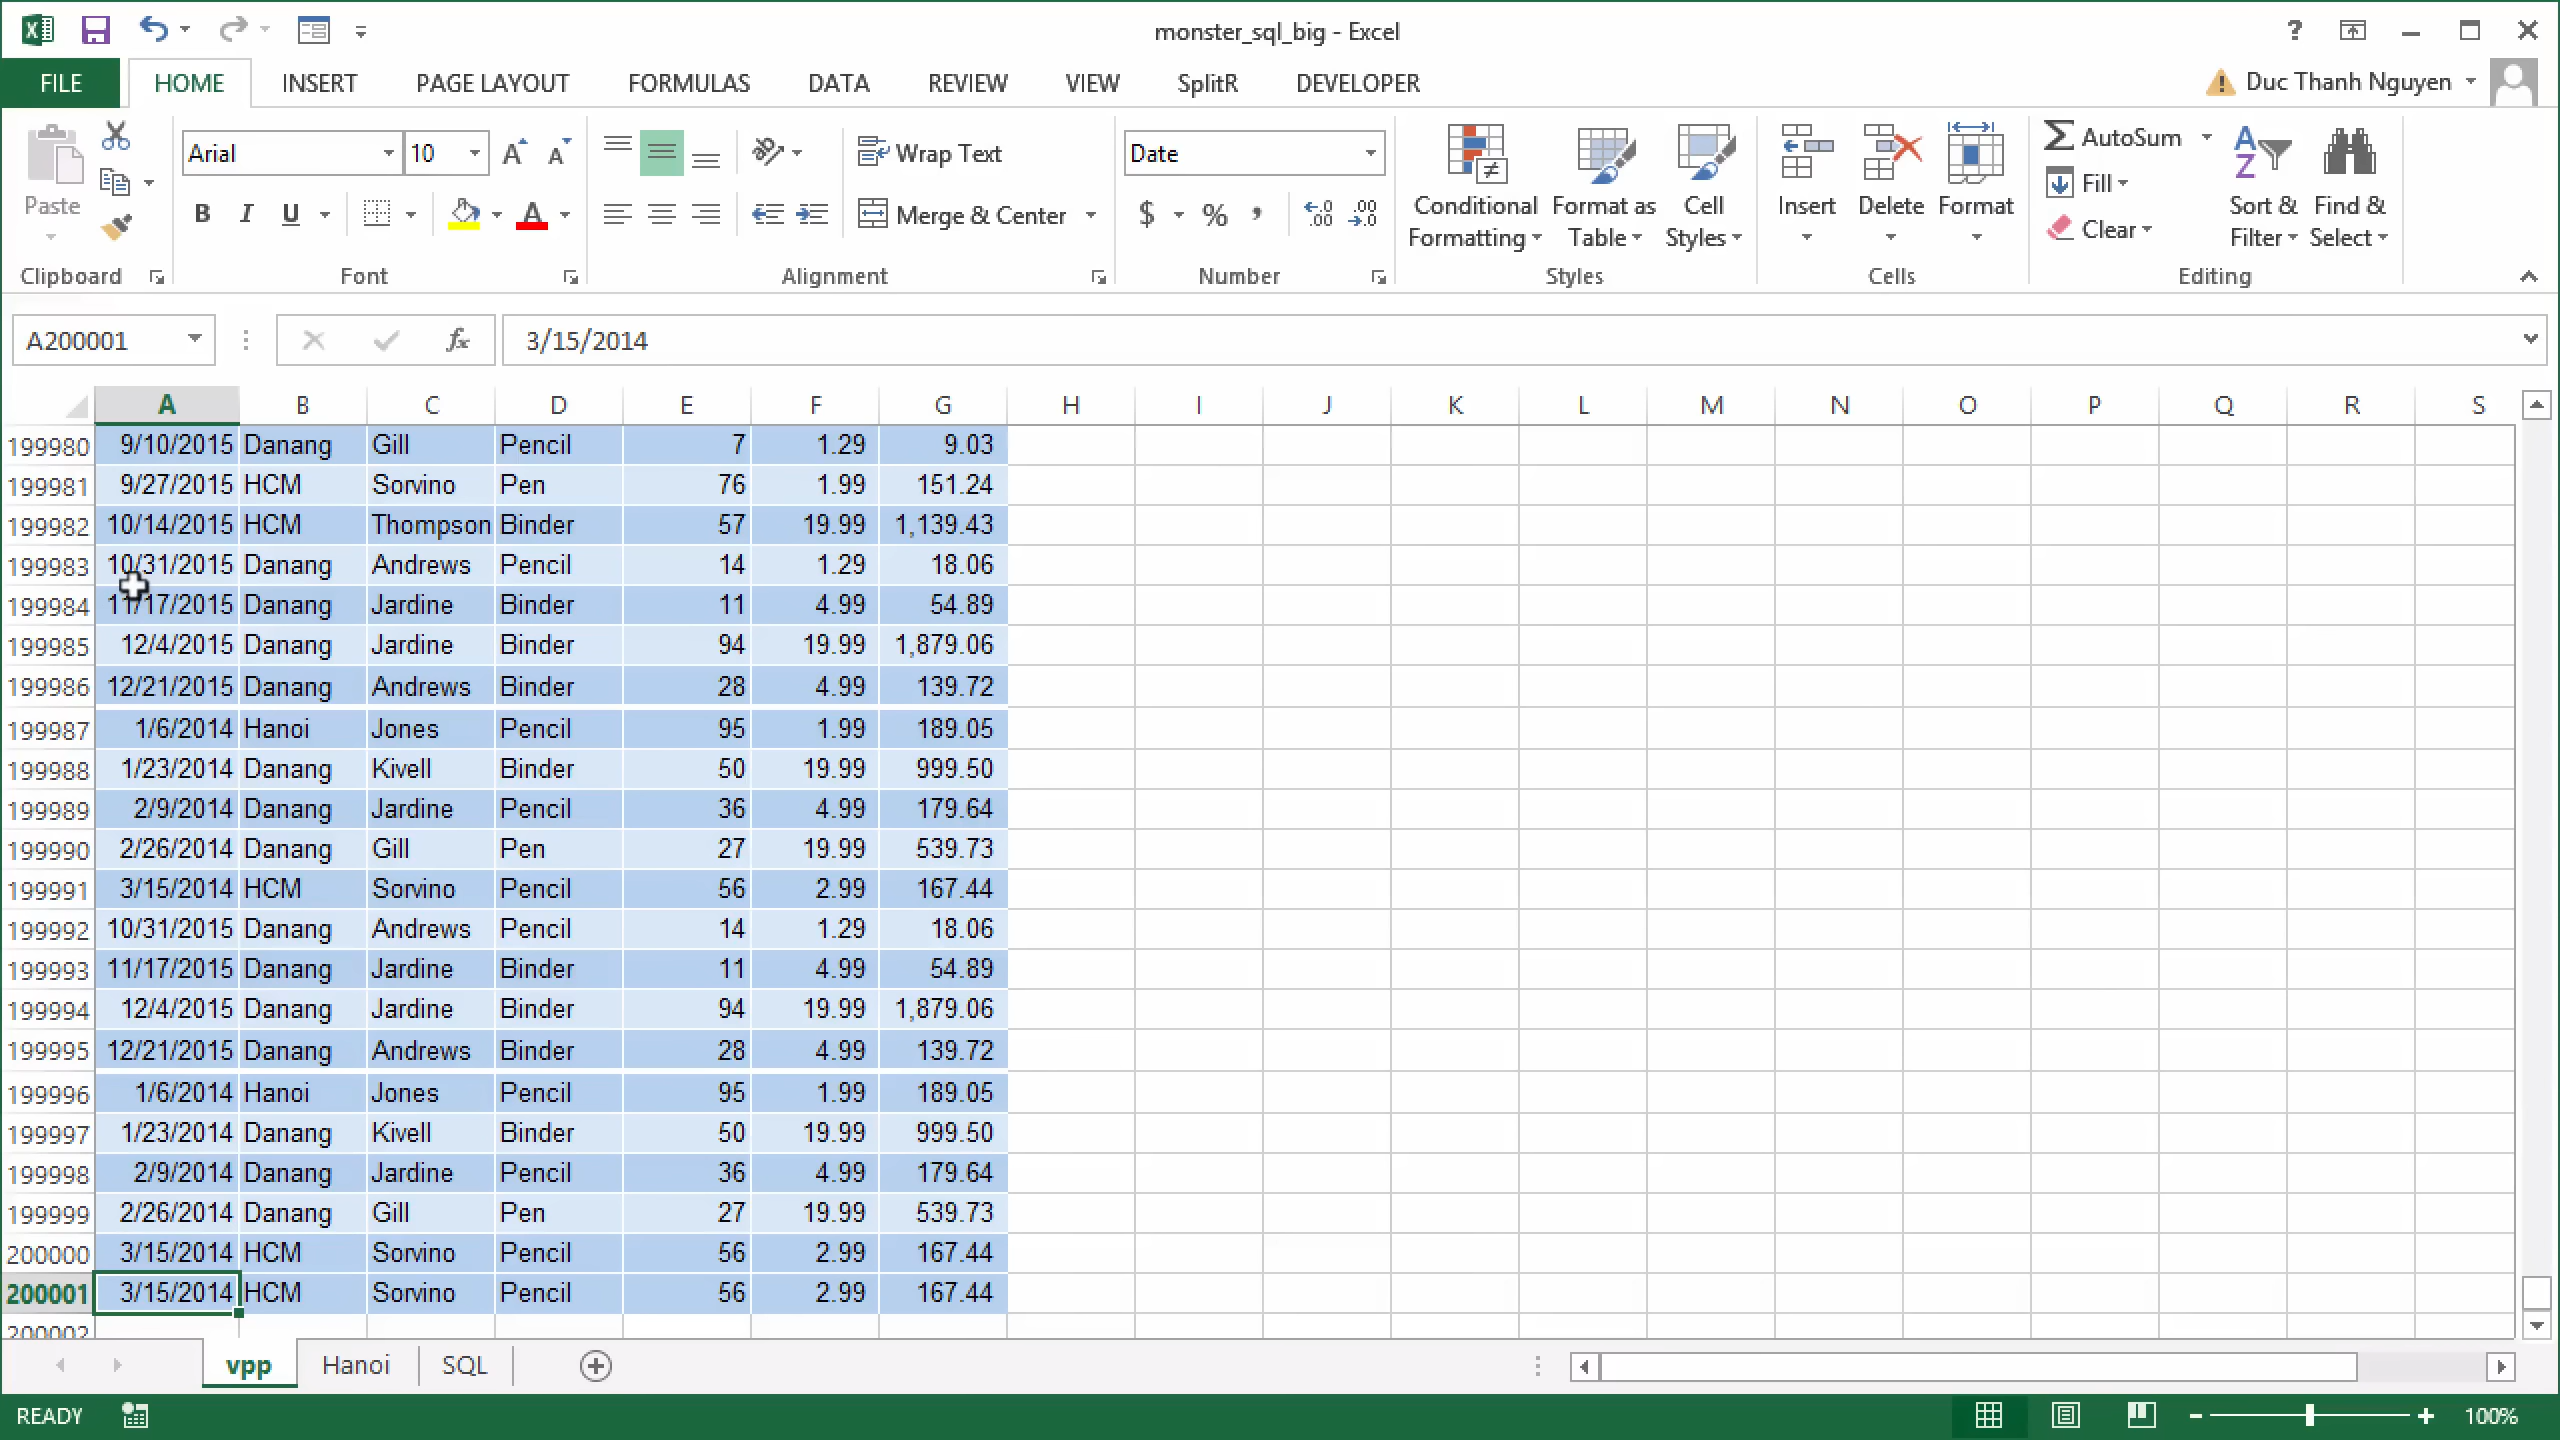 monster_sql_big - Excel
FILE HOME INSERT PAGE LAYOUT FORMULAS DATA REVIEW VIEW SplitR DEVELOPER Duc Thanh Nguyen
Paste
Clipboard
Arial 10
B I U A
Font
Wrap Text
Merge & Center
Alignment
Date
$ % ,
Number
Conditional Formatting
Format as Table
Cell Styles
Styles
Insert
Delete
Format
Cells
AutoSum
Fill
Clear
Sort & Filter
Find & Select
Editing
A200001 fx 3/15/2014
A B C D E F G H I J K L M N O P Q R S
199980 9/10/2015 Danang Gill Pencil 7 1.29 9.03
199981 9/27/2015 HCM Sorvino Pen 76 1.99 151.24
199982 10/14/2015 HCM Thompson Binder 57 19.99 1,139.43
199983 10/31/2015 Danang Andrews Pencil 14 1.29 18.06
199984 11/17/2015 Danang Jardine Binder 11 4.99 54.89
199985 12/4/2015 Danang Jardine Binder 94 19.99 1,879.06
199986 12/21/2015 Danang Andrews Binder 28 4.99 139.72
199987 1/6/2014 Hanoi Jones Pencil 95 1.99 189.05
199988 1/23/2014 Danang Kivell Binder 50 19.99 999.50
199989 2/9/2014 Danang Jardine Pencil 36 4.99 179.64
199990 2/26/2014 Danang Gill Pen 27 19.99 539.73
199991 3/15/2014 HCM Sorvino Pencil 56 2.99 167.44
199992 10/31/2015 Danang Andrews Pencil 14 1.29 18.06
199993 11/17/2015 Danang Jardine Binder 11 4.99 54.89
199994 12/4/2015 Danang Jardine Binder 94 19.99 1,879.06
199995 12/21/2015 Danang Andrews Binder 28 4.99 139.72
199996 1/6/2014 Hanoi Jones Pencil 95 1.99 189.05
199997 1/23/2014 Danang Kivell Binder 50 19.99 999.50
199998 2/9/2014 Danang Jardine Pencil 36 4.99 179.64
199999 2/26/2014 Danang Gill Pen 27 19.99 539.73
200000 3/15/2014 HCM Sorvino Pencil 56 2.99 167.44
200001 3/15/2014 HCM Sorvino Pencil 56 2.99 167.44
200002
vpp Hanoi SQL
READY 100%